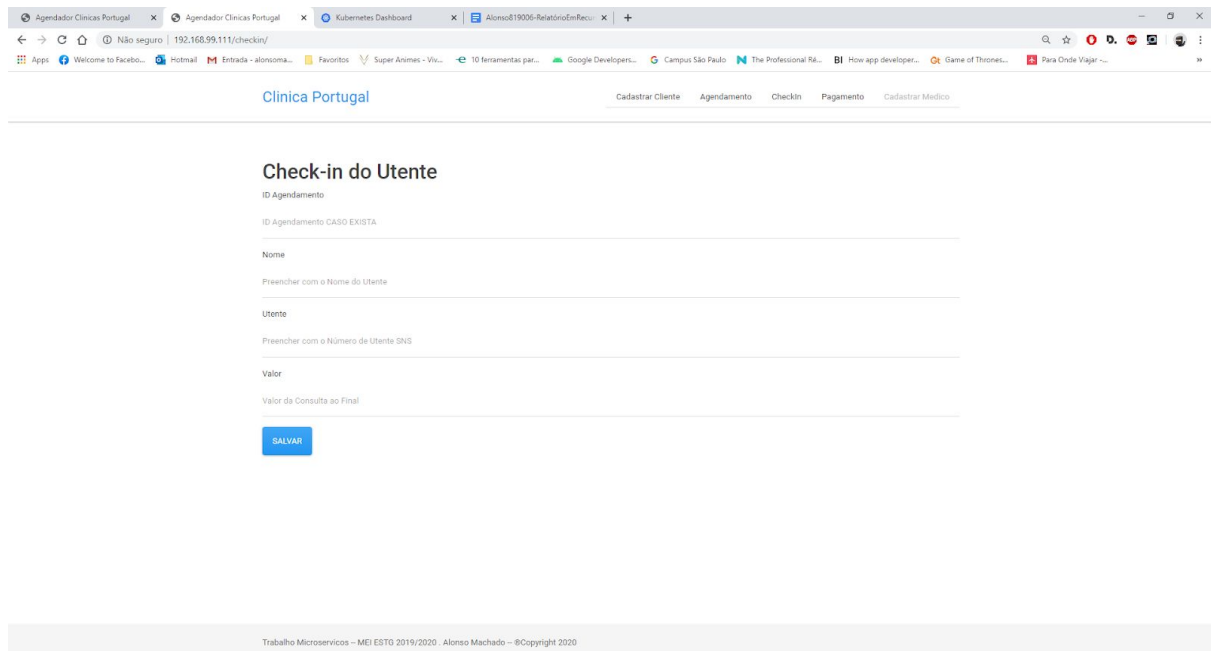 Agendador Clinicas Portugal
Agendador Clinicas Portugal
Kubernetes Dashboard
Alonso819006-RelatórioEmRecu
Não seguro | 192.168.99.111/checkin/
Apps Welcome to Facebo... Hotmail Entrada - alonsoma... Favoritos Super Animes - Viv... 10 ferramentas par... Google Developers... Campus São Paulo The Professional Ré... How app developer... Game of Thrones... Para Onde Viajar -...
Clinica Portugal
Cadastrar Cliente Agendamento CheckIn Pagamento Cadastrar Medico
Check-in do Utente
ID Agendamento
ID Agendamento CASO EXISTA
Nome
Preencher com o Nome do Utente
Utente
Preencher com o Número de Utente SNS
Valor
Valor da Consulta ao Final
SALVAR
Trabalho Microservicos -- MEI ESTG 2019/2020 . Alonso Machado -- ®Copyright 2020